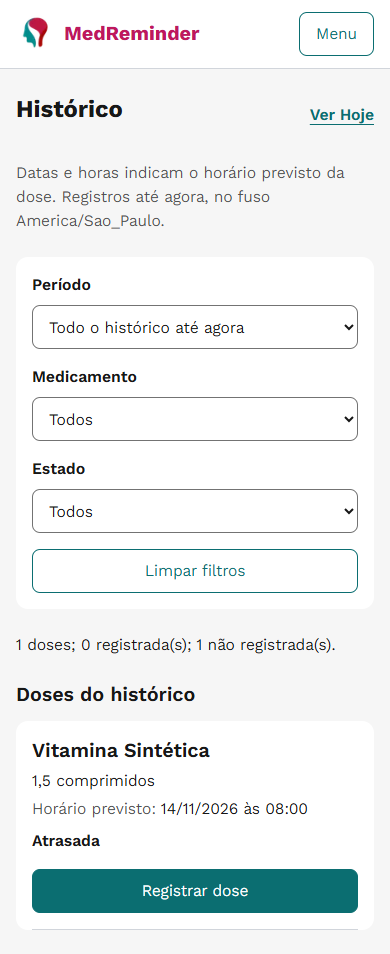 MedReminder
Menu
Histórico
Ver Hoje
Datas e horas indicam o horário previsto da
dose. Registros até agora, no fuso
America/Sao_Paulo.
Período
Todo o histórico até agora
Medicamento
Todos
Estado
Todos
Limpar filtros
1 doses; 0 registrada(s); 1 não registrada(s).
Doses do histórico
Vitamina Sintética
1,5 comprimidos
Horário previsto: 14/11/2026 às 08:00
Atrasada
Registrar dose